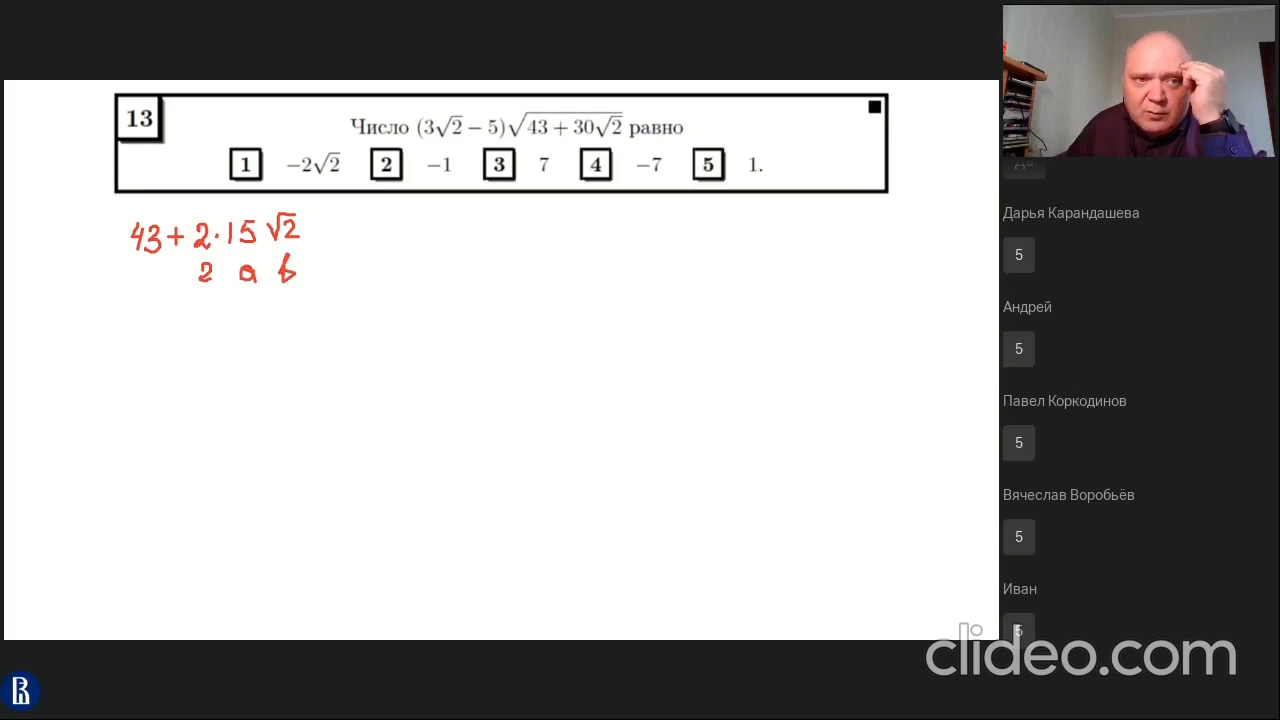 13
Число (3√2 − 5)√(43 + 30√2) равно
1 −2√2 2 −1 3 7 4 −7 5 1.
43 + 2 · 15 √2
2 a b
Да
Дарья Карандашева
5
Андрей
5
Павел Коркодинов
5
Вячеслав Воробьёв
5
Иван
5
clideo.com